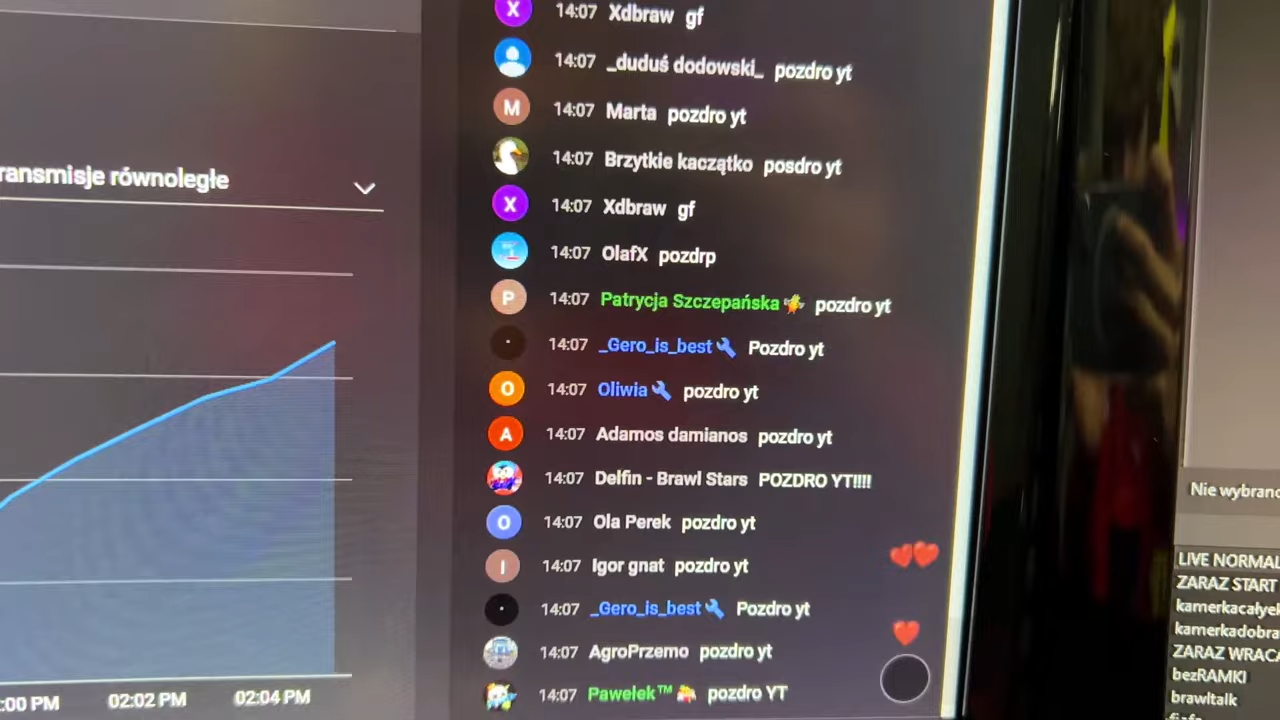 X 14:07 Xdbraw gf
14:07 _duduś dodowski_ pozdro yt
M 14:07 Marta pozdro yt
14:07 Brzytkie kaczątko posdro yt
X 14:07 Xdbraw gf
14:07 OlafX pozdrp
P 14:07 Patrycja Szczepańska pozdro yt
14:07 _Gero_is_best Pozdro yt
O 14:07 Oliwia pozdro yt
A 14:07 Adamos damianos pozdro yt
14:07 Delfin - Brawl Stars POZDRO YT!!!!
O 14:07 Ola Perek pozdro yt
I 14:07 Igor gnat pozdro yt
14:07 _Gero_is_best Pozdro yt
14:07 AgroPrzemo pozdro yt
14:07 Pawełek™ pozdro YT
ransmisje równoległe
:00 PM 02:02 PM 02:04 PM
Nie wybrano
LIVE NORMAL
ZARAZ START
kamerkacałyek
kamerkadobra
ZARAZ WRACA
bezRAMKI
brawltalk